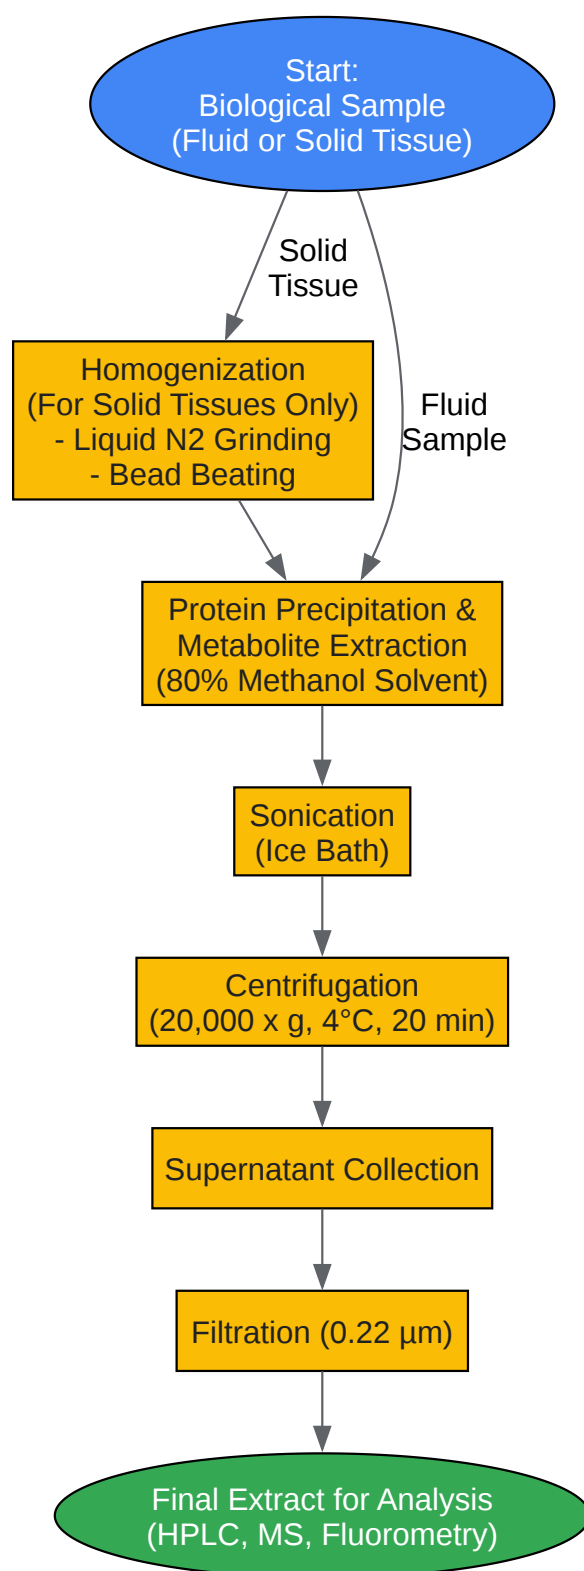 Start:
Biological Sample
(Fluid or Solid Tissue)
Solid
Tissue
Homogenization
(For Solid Tissues Only)
- Liquid N2 Grinding
- Bead Beating
Fluid
Sample
Protein Precipitation &
Metabolite Extraction
(80% Methanol Solvent)
Sonication
(Ice Bath)
Centrifugation
(20,000 x g, 4°C, 20 min)
Supernatant Collection
Filtration (0.22 µm)
Final Extract for Analysis
(HPLC, MS, Fluorometry)